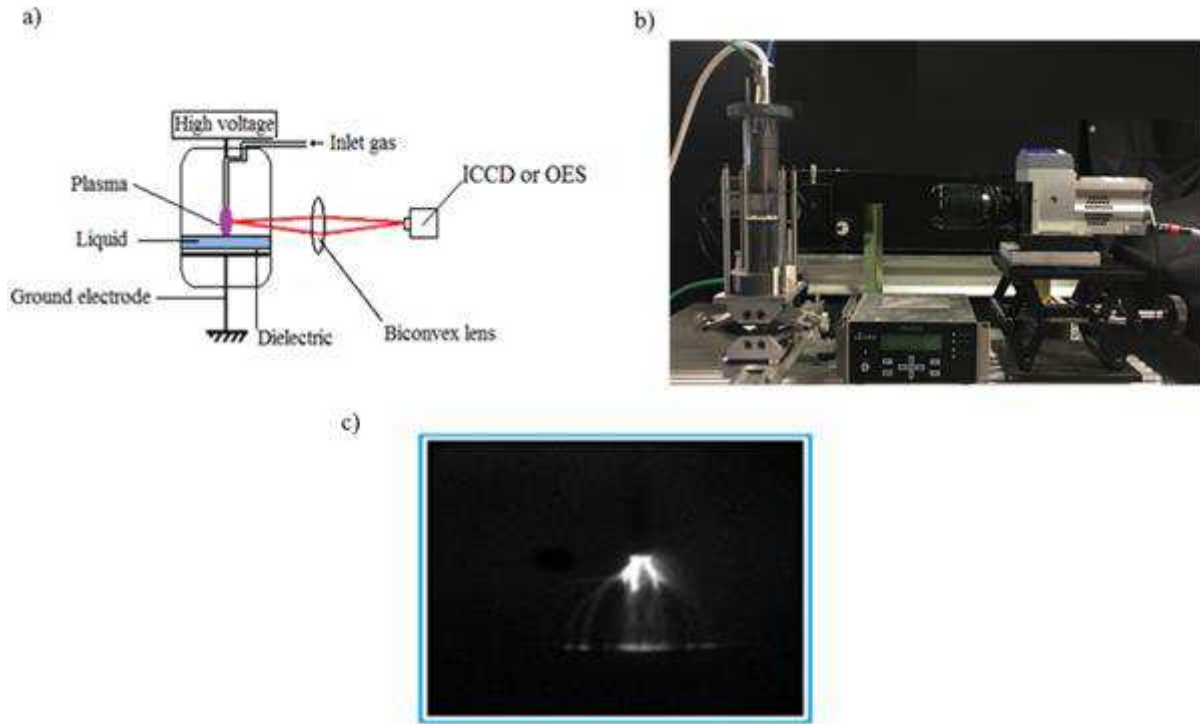 a)
b)
High voltage
Inlet gas
Plasma
ICCD or OES
Liquid
Ground electrode
Dielectric
Biconvex lens
c)